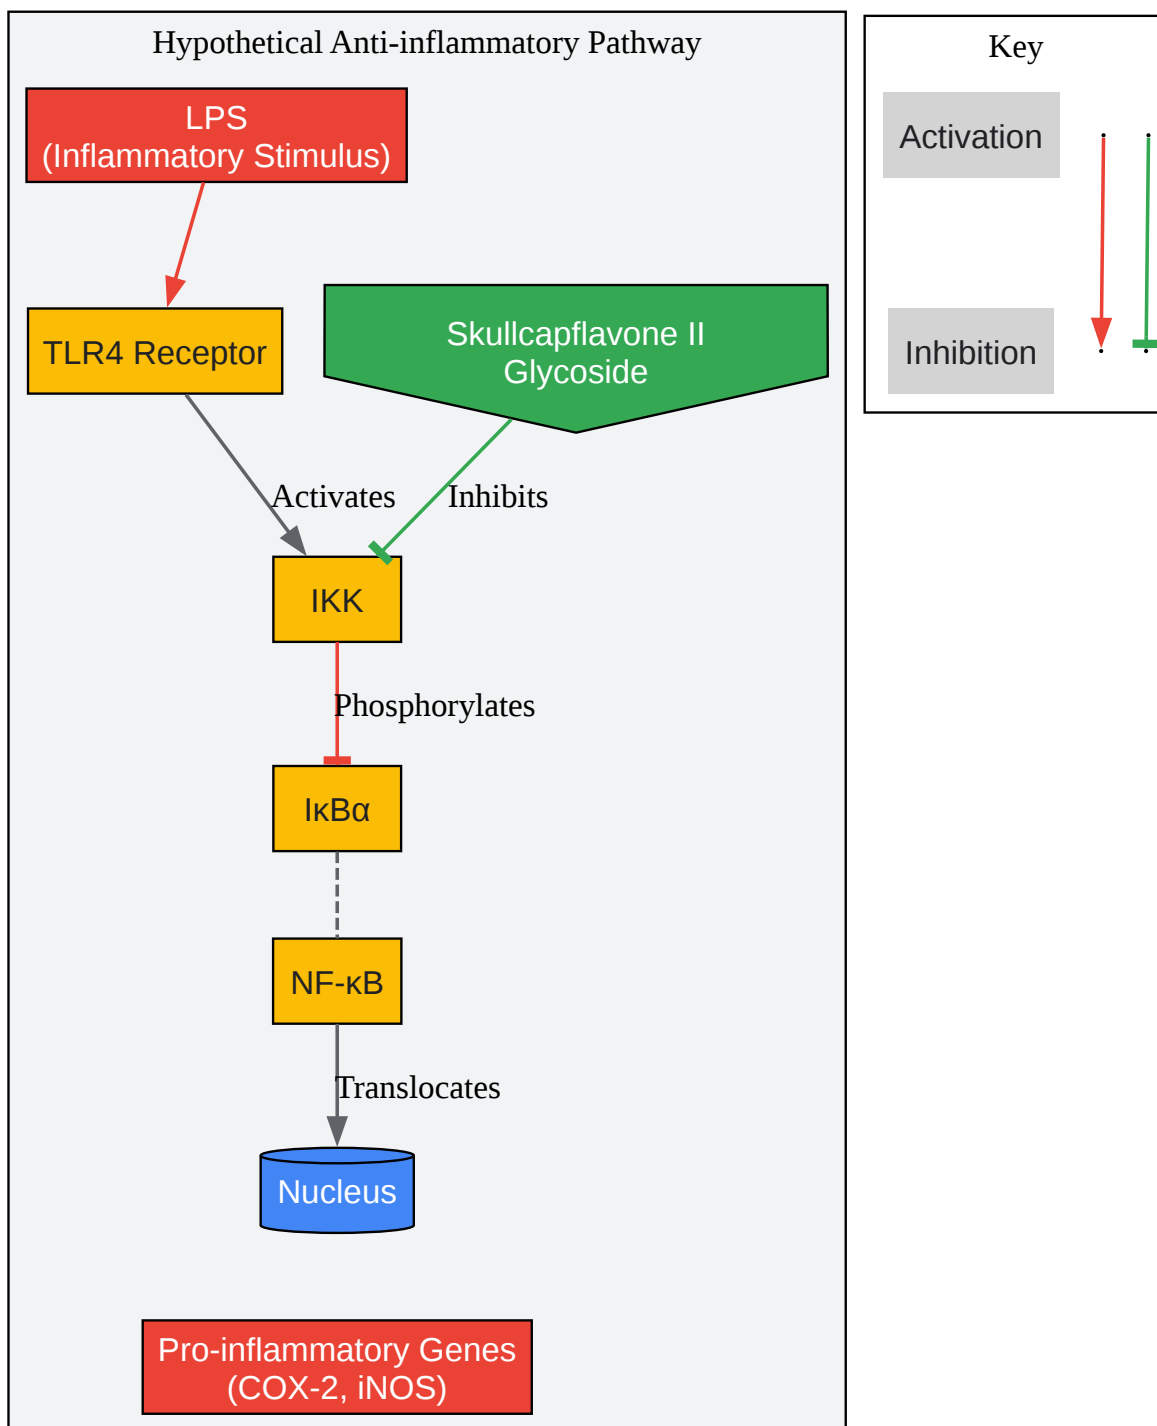 Hypothetical Anti-inflammatory Pathway
LPS
(Inflammatory Stimulus)
TLR4 Receptor
Skullcapflavone II
Glycoside
Activates
Inhibits
IKK
Phosphorylates
IκBα
NF-κB
Translocates
Nucleus
Pro-inflammatory Genes
(COX-2, iNOS)
Key
Activation
Inhibition